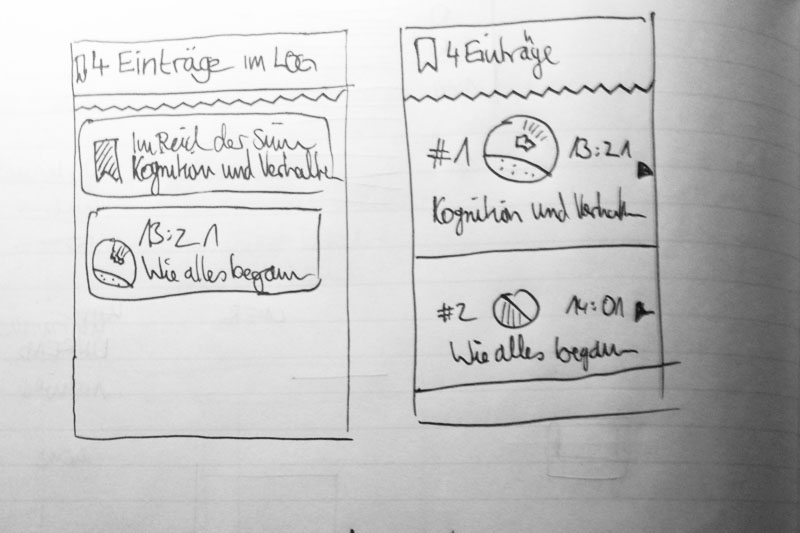 4 Einträge im LOG
Im Reich der Sinn
Kognition und Verhalten
13:21
Wie alles begann
4 Einträge
#1 13:21
Kognition und Verhalten
#2 14:01
Wie alles begann